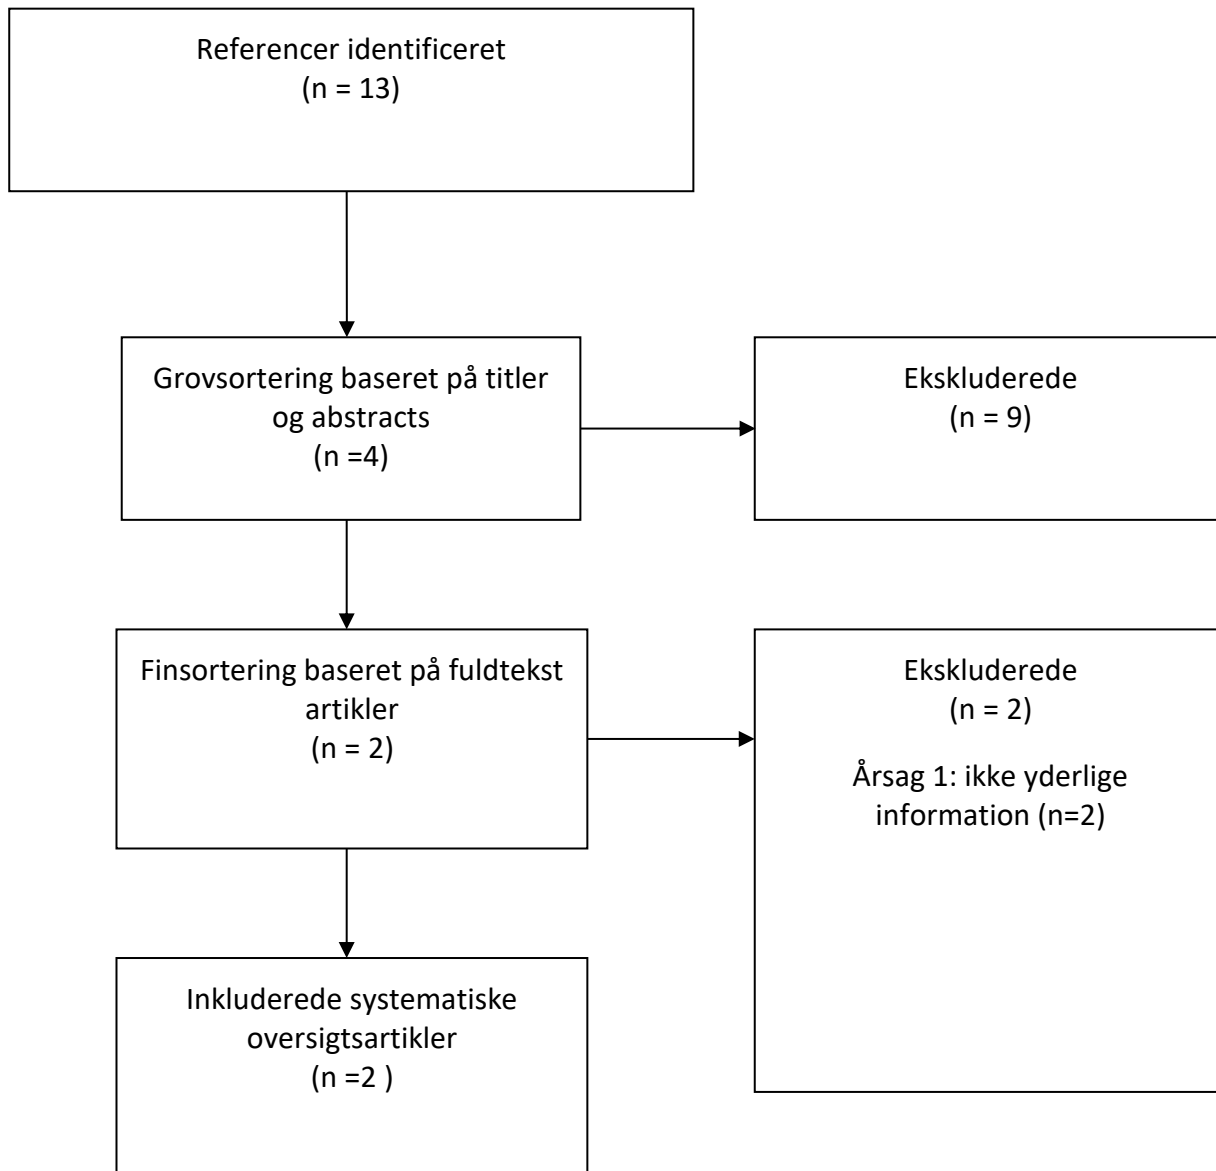 Referencer identificeret
(n = 13)
Grovsortering baseret på titler
og abstracts
(n =4)
Ekskluderede
(n = 9)
Finsortering baseret på fuldtekst
artikler
(n = 2)
Ekskluderede
(n = 2)
Årsag 1: ikke yderlige
information (n=2)
Inkluderede systematiske
oversigtsartikler
(n =2 )